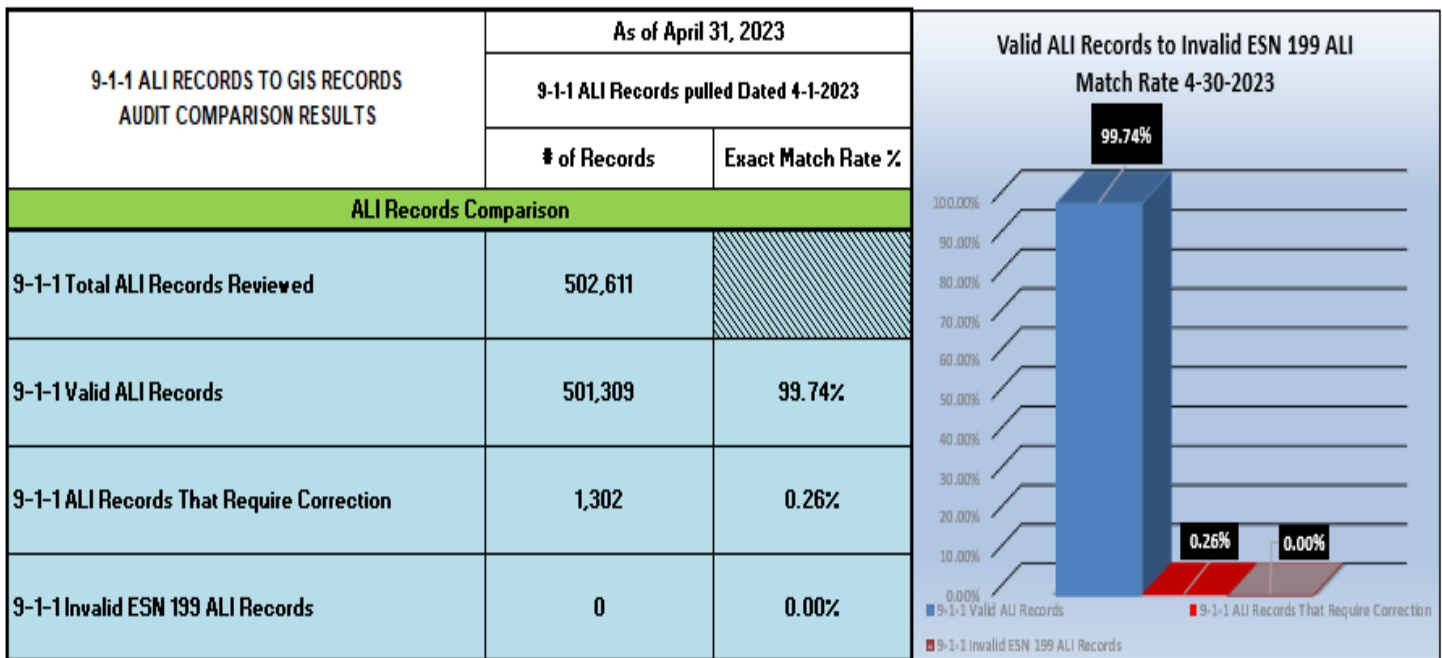 9-1-1 ALI RECORDS TO GIS RECORDS
AUDIT COMPARISON RESULTS
As of April 31, 2023
9-1-1 ALI Records pulled Dated 4-1-2023
# of Records
Exact Match Rate %
ALI Records Comparison
9-1-1 Total ALI Records Reviewed
502,611
9-1-1 Valid ALI Records
501,309
99.74%
9-1-1 ALI Records That Require Correction
1,302
0.26%
9-1-1 Invalid ESN 199 ALI Records
0
0.00%
Valid ALI Records to Invalid ESN 199 ALI
Match Rate 4-30-2023
99.74%
100.00%
90.00%
80.00%
70.00%
60.00%
50.00%
40.00%
30.00%
20.00%
10.00%
0.00%
0.26%
0.00%
9-1-1 Valid ALI Records
9-1-1 ALI Records That Require Correction
9-1-1 Invalid ESN 199 ALI Records